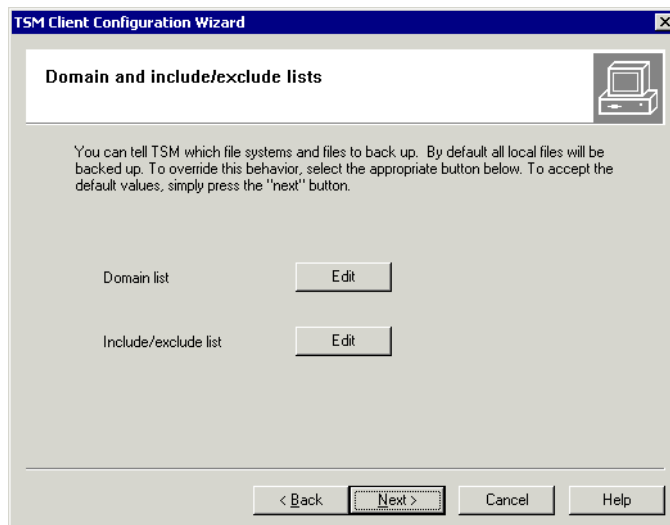 TSM Client Configuration Wizard
Domain and include/exclude lists
You can tell TSM which file systems and files to back up. By default all local files will be
backed up. To override this behavior, select the appropriate button below. To accept the
default values, simply press the "next" button.
Domain list Edit
Include/exclude list Edit
< Back Next > Cancel Help